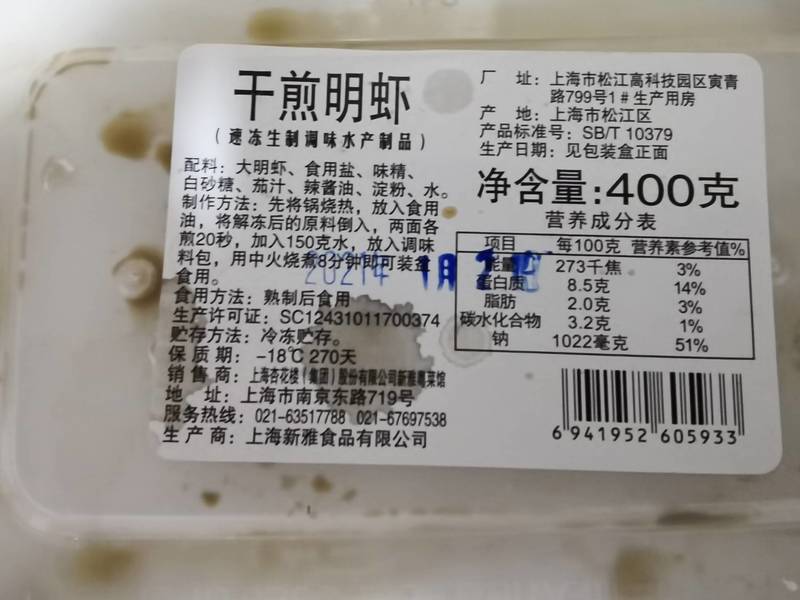 干煎明虾
(速冻生制调味水产制品)
配料：大明虾、食用盐、味精、
白砂糖、茄汁、辣酱油、淀粉、水。
制作方法：先将锅烧热，放入食用
油，将解冻后的原料倒入，两面各
煎20秒，加入150克水，放入调味
料包，用中火烧煮8分钟即可装盆
食用。
2021年 1月2
食用方法：熟制后食用
生产许可证：SC12431011700374
贮存方法：冷冻贮存。
保质期：-18℃ 270天
销售商：上海杏花楼(集团)股份有限公司新雅粤菜馆
地 址：上海市南京东路719号
服务热线：021-63517788 021-67697538
生产商：上海新雅食品有限公司
厂 址：上海市松江高科技园区寅青
路799号1#生产用房
产 地：上海市松江区
产品标准号：SB/T 10379
生产日期：见包装盒正面
净含量:400克
营养成分表
项目 每100克 营养素参考值%
能量 273千焦 3%
蛋白质 8.5克 14%
脂肪 2.0克 3%
碳水化合物 3.2克 1%
钠 1022毫克 51%
6 941952 605933